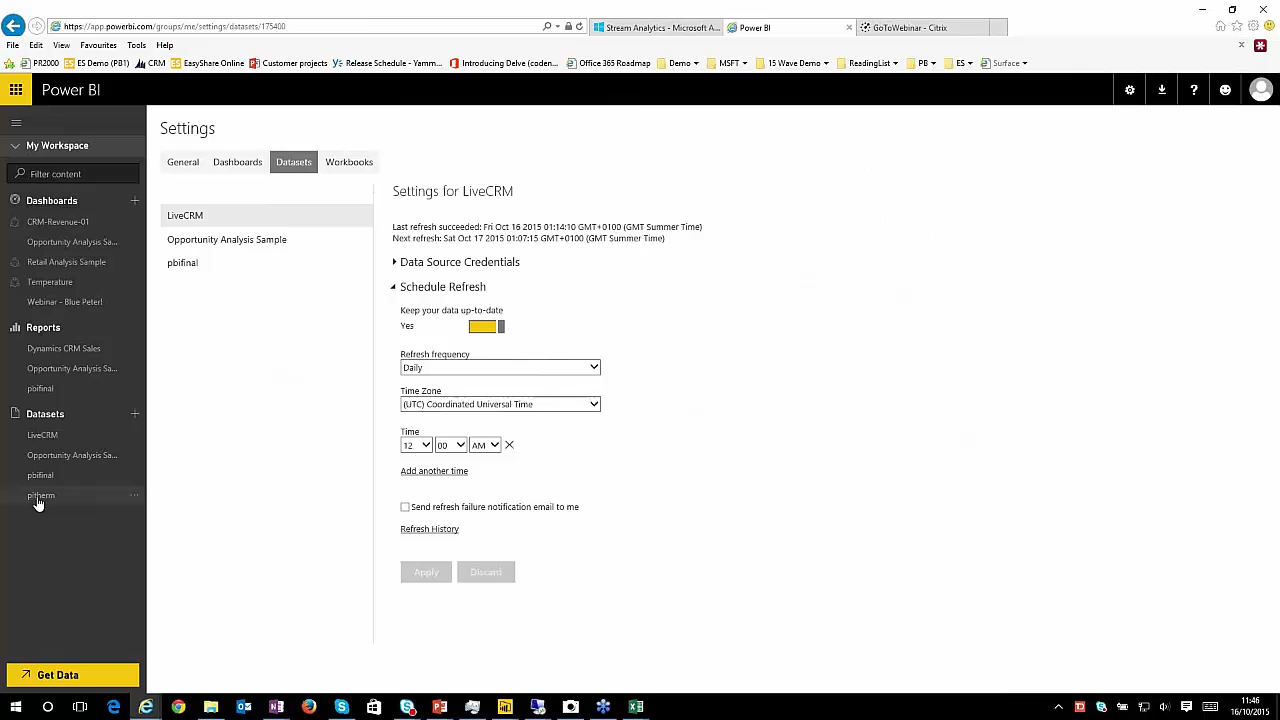 https://app.powerbi.com/groups/me/settings/datasets/175400
Stream Analytics - Microsoft A...
Power BI
GoToWebinar - Citrix
File Edit View Favourites Tools Help
PR2000 ES Demo (PB1) CRM EasyShare Online Customer projects Release Schedule - Yamm... Introducing Delve (coden... Office 365 Roadmap Demo MSFT 15 Wave Demo ReadingList PB ES Surface
Power BI
Settings
My Workspace
General Dashboards Datasets Workbooks
Filter content
Dashboards
CRM-Revenue-01
Opportunity Analysis Sa...
Retail Analysis Sample
Temperature
Webinar - Blue Peter!
Reports
Dynamics CRM Sales
Opportunity Analysis Sa...
pbifinal
Datasets
LiveCRM
Opportunity Analysis Sa...
pbifinal
pitherm
Get Data
LiveCRM
Opportunity Analysis Sample
pbifinal
Settings for LiveCRM
Last refresh succeeded: Fri Oct 16 2015 01:14:10 GMT+0100 (GMT Summer Time)
Next refresh: Sat Oct 17 2015 01:07:15 GMT+0100 (GMT Summer Time)
Data Source Credentials
Schedule Refresh
Keep your data up-to-date
Yes
Refresh frequency
Daily
Time Zone
(UTC) Coordinated Universal Time
Time
12 00 AM
Add another time
Send refresh failure notification email to me
Refresh History
Apply Discard
11:46
16/10/2015